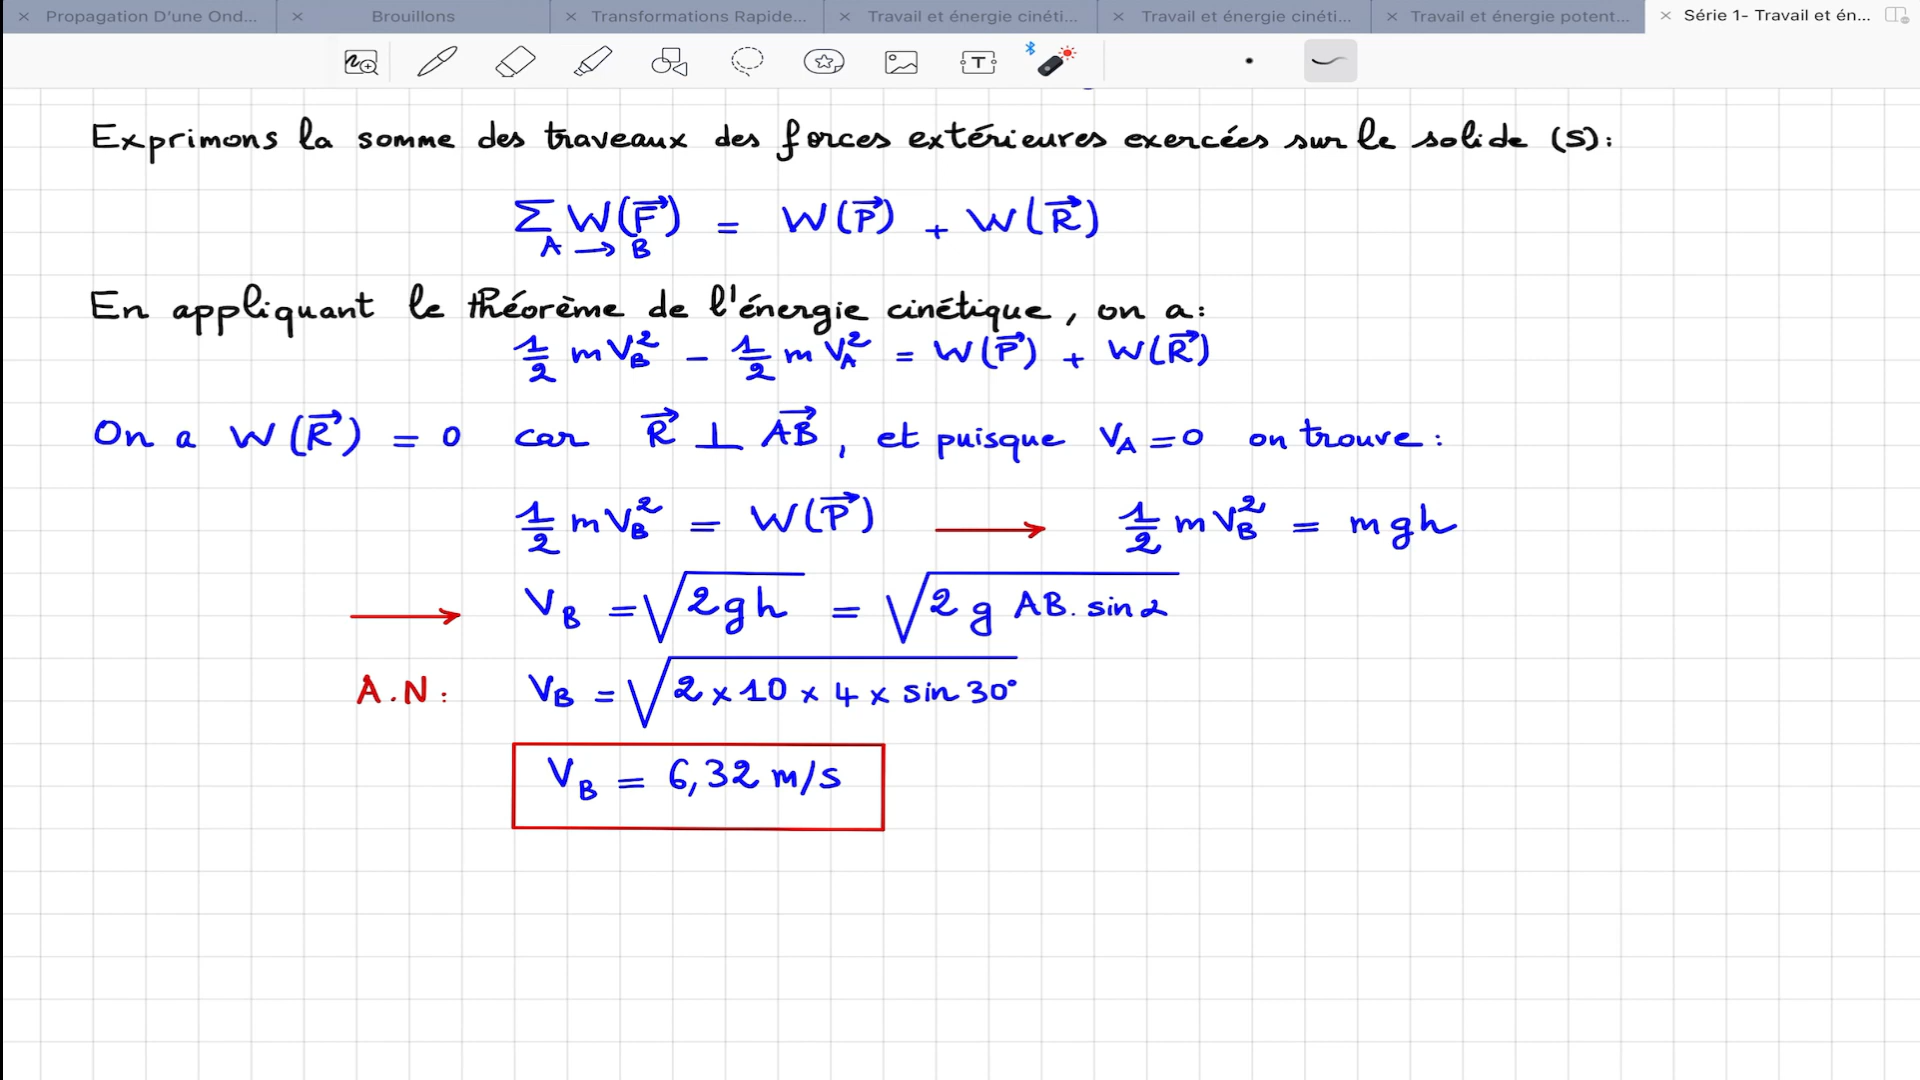 × Propagation D'une Ond... × Brouillons × Transformations Rapide... × Travail et énergie cinéti... × Travail et énergie cinéti... × Travail et énergie potent... × Série 1- Travail et én...
Exprimons la somme des traveaux des forces extérieures exercées sur le solide (S):
∑ W(F⃗) = W(P⃗) + W(R⃗)
A → B
En appliquant le théorème de l'énergie cinétique, on a:
1/2 mV_B² - 1/2 mV_A² = W(P⃗) + W(R⃗)
On a W(R⃗) = 0 car R⃗ ⊥ AB⃗, et puisque V_A = 0 on trouve:
1/2 mV_B² = W(P⃗) ⟶ 1/2 mV_B² = mgh
⟶ V_B = √(2gh) = √(2g AB. sin α)
A.N: V_B = √(2 × 10 × 4 × sin 30°)
V_B = 6,32 m/s